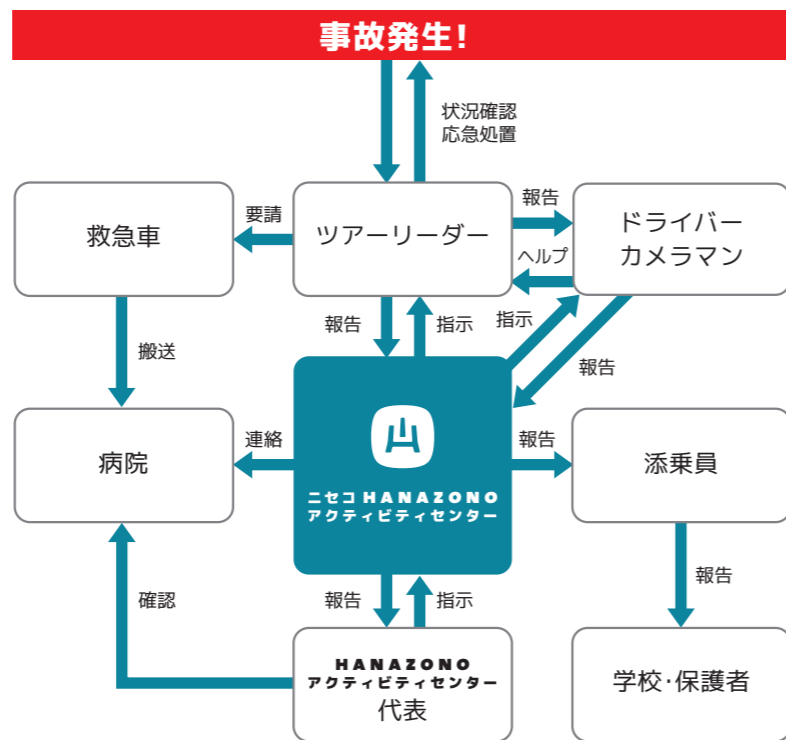 事故発生!
状況確認
応急処置
救急車
要請
ツアーリーダー
報告
ヘルプ
ドライバー
カメラマン
搬送
報告
指示
指示
報告
病院
連絡
ニセコ HANAZONO
アクティビティセンター
報告
添乗員
確認
報告
指示
報告
HANAZONO
アクティビティセンター
代表
学校・保護者